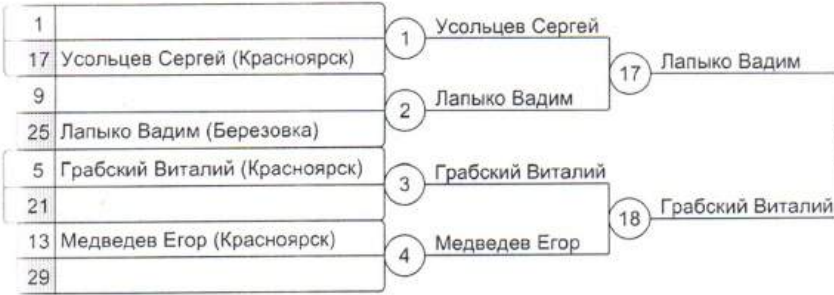 1
17 Усольцев Сергей (Красноярск)
1 Усольцев Сергей
9
25 Лапыко Вадим (Березовка)
2 Лапыко Вадим
17 Лапыко Вадим
5 Грабский Виталий (Красноярск)
21
3 Грабский Виталий
13 Медведев Егор (Красноярск)
29
4 Медведев Егор
18 Грабский Виталий